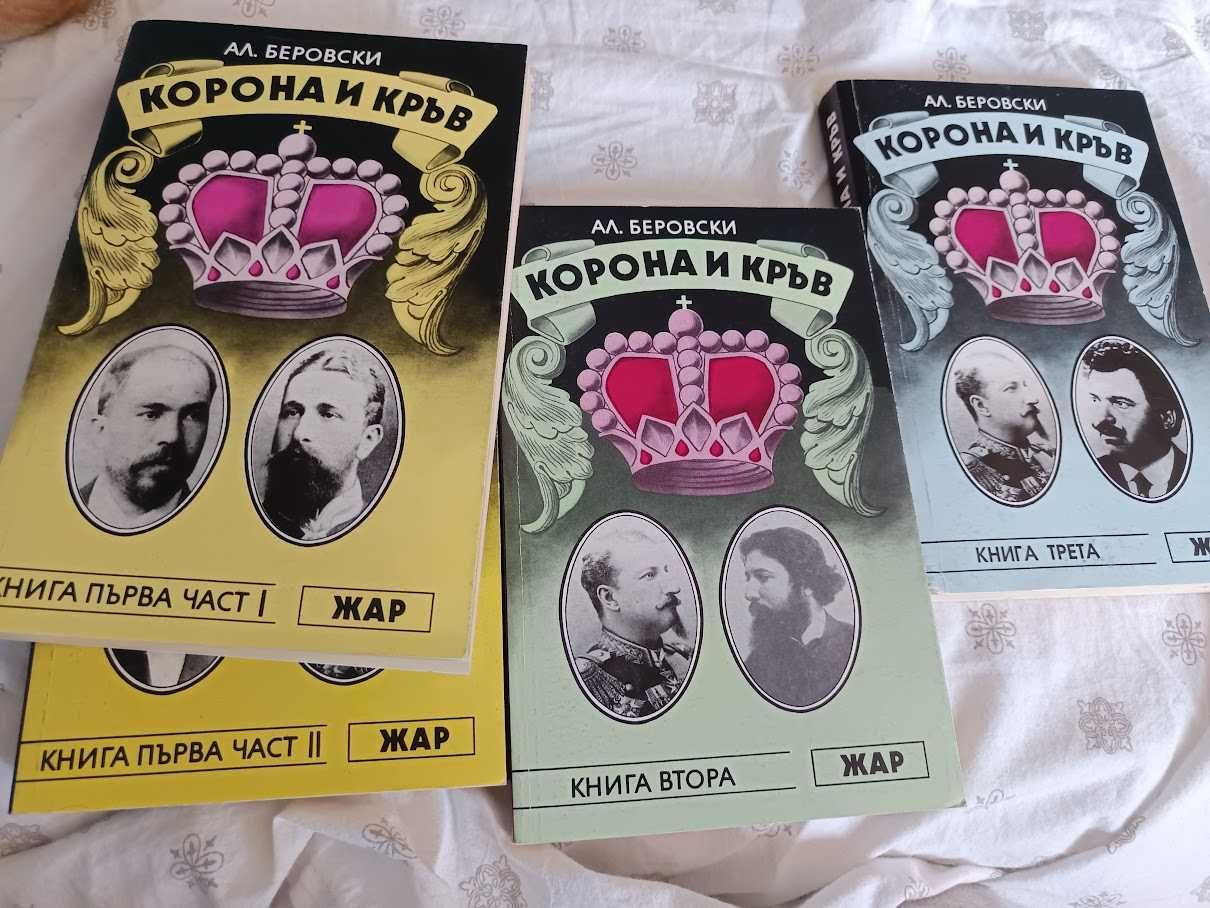 АЛ. БЕРОВСКИ
КОРОНА И КРЪВ
КНИГА ПЪРВА ЧАСТ I
ЖАР
КНИГА ПЪРВА ЧАСТ II
ЖАР
АЛ. БЕРОВСКИ
КОРОНА И КРЪВ
КНИГА ВТОРА
ЖАР
А И КРЪВ
АЛ. БЕРОВСКИ
КОРОНА И КРЪВ
КНИГА ТРЕТА